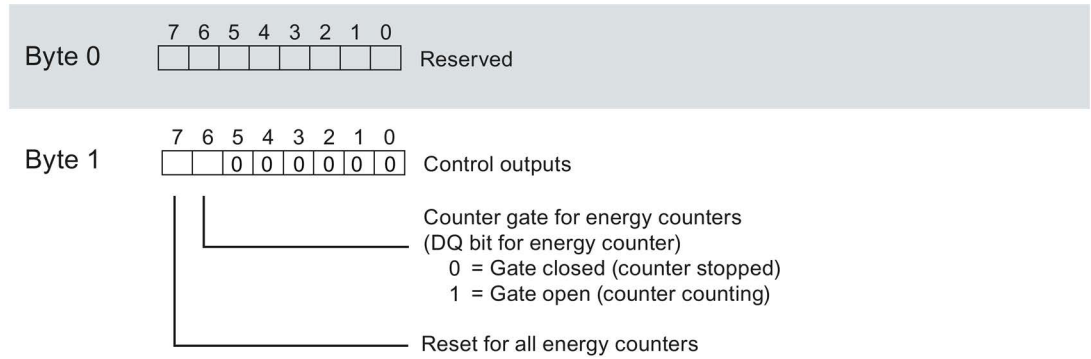 7 6 5 4 3 2 1 0
Byte 0 Reserved
7 6 5 4 3 2 1 0
Byte 1 0 0 0 0 0 0 Control outputs
Counter gate for energy counters
(DQ bit for energy counter)
0 = Gate closed (counter stopped)
1 = Gate open (counter counting)
Reset for all energy counters